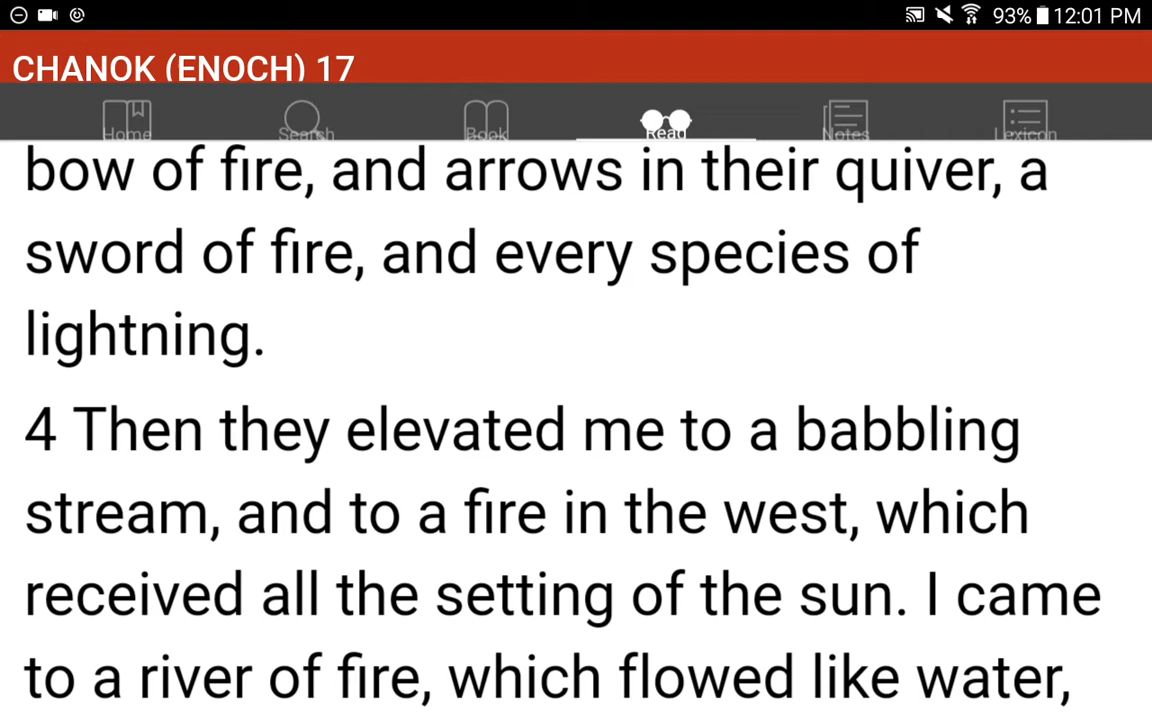 93% 12:01 PM
CHANOK (ENOCH) 17
Home Search Book Read Notes Lexicon
bow of fire, and arrows in their quiver, a
sword of fire, and every species of
lightning.
4 Then they elevated me to a babbling
stream, and to a fire in the west, which
received all the setting of the sun. I came
to a river of fire, which flowed like water,